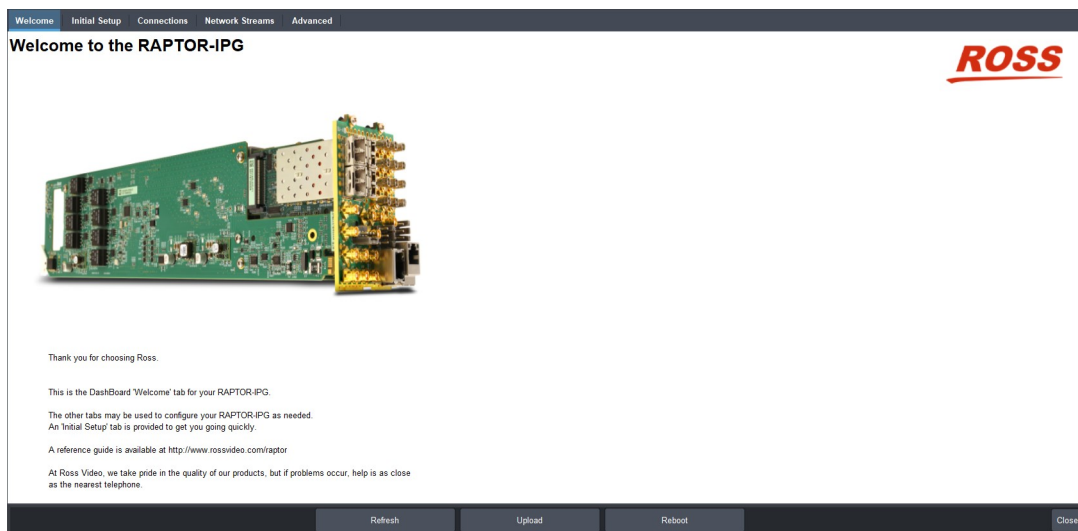 Welcome Initial Setup Connections Network Streams Advanced
Welcome to the RAPTOR-IPG
ROSS
Thank you for choosing Ross.
This is the DashBoard 'Welcome' tab for your RAPTOR-IPG.
The other tabs may be used to configure your RAPTOR-IPG as needed.
An 'Initial Setup' tab is provided to get you going quickly.
A reference guide is available at http://www.rossvideo.com/raptor
At Ross Video, we take pride in the quality of our products, but if problems occur, help is as close
as the nearest telephone.
Refresh Upload Reboot Close